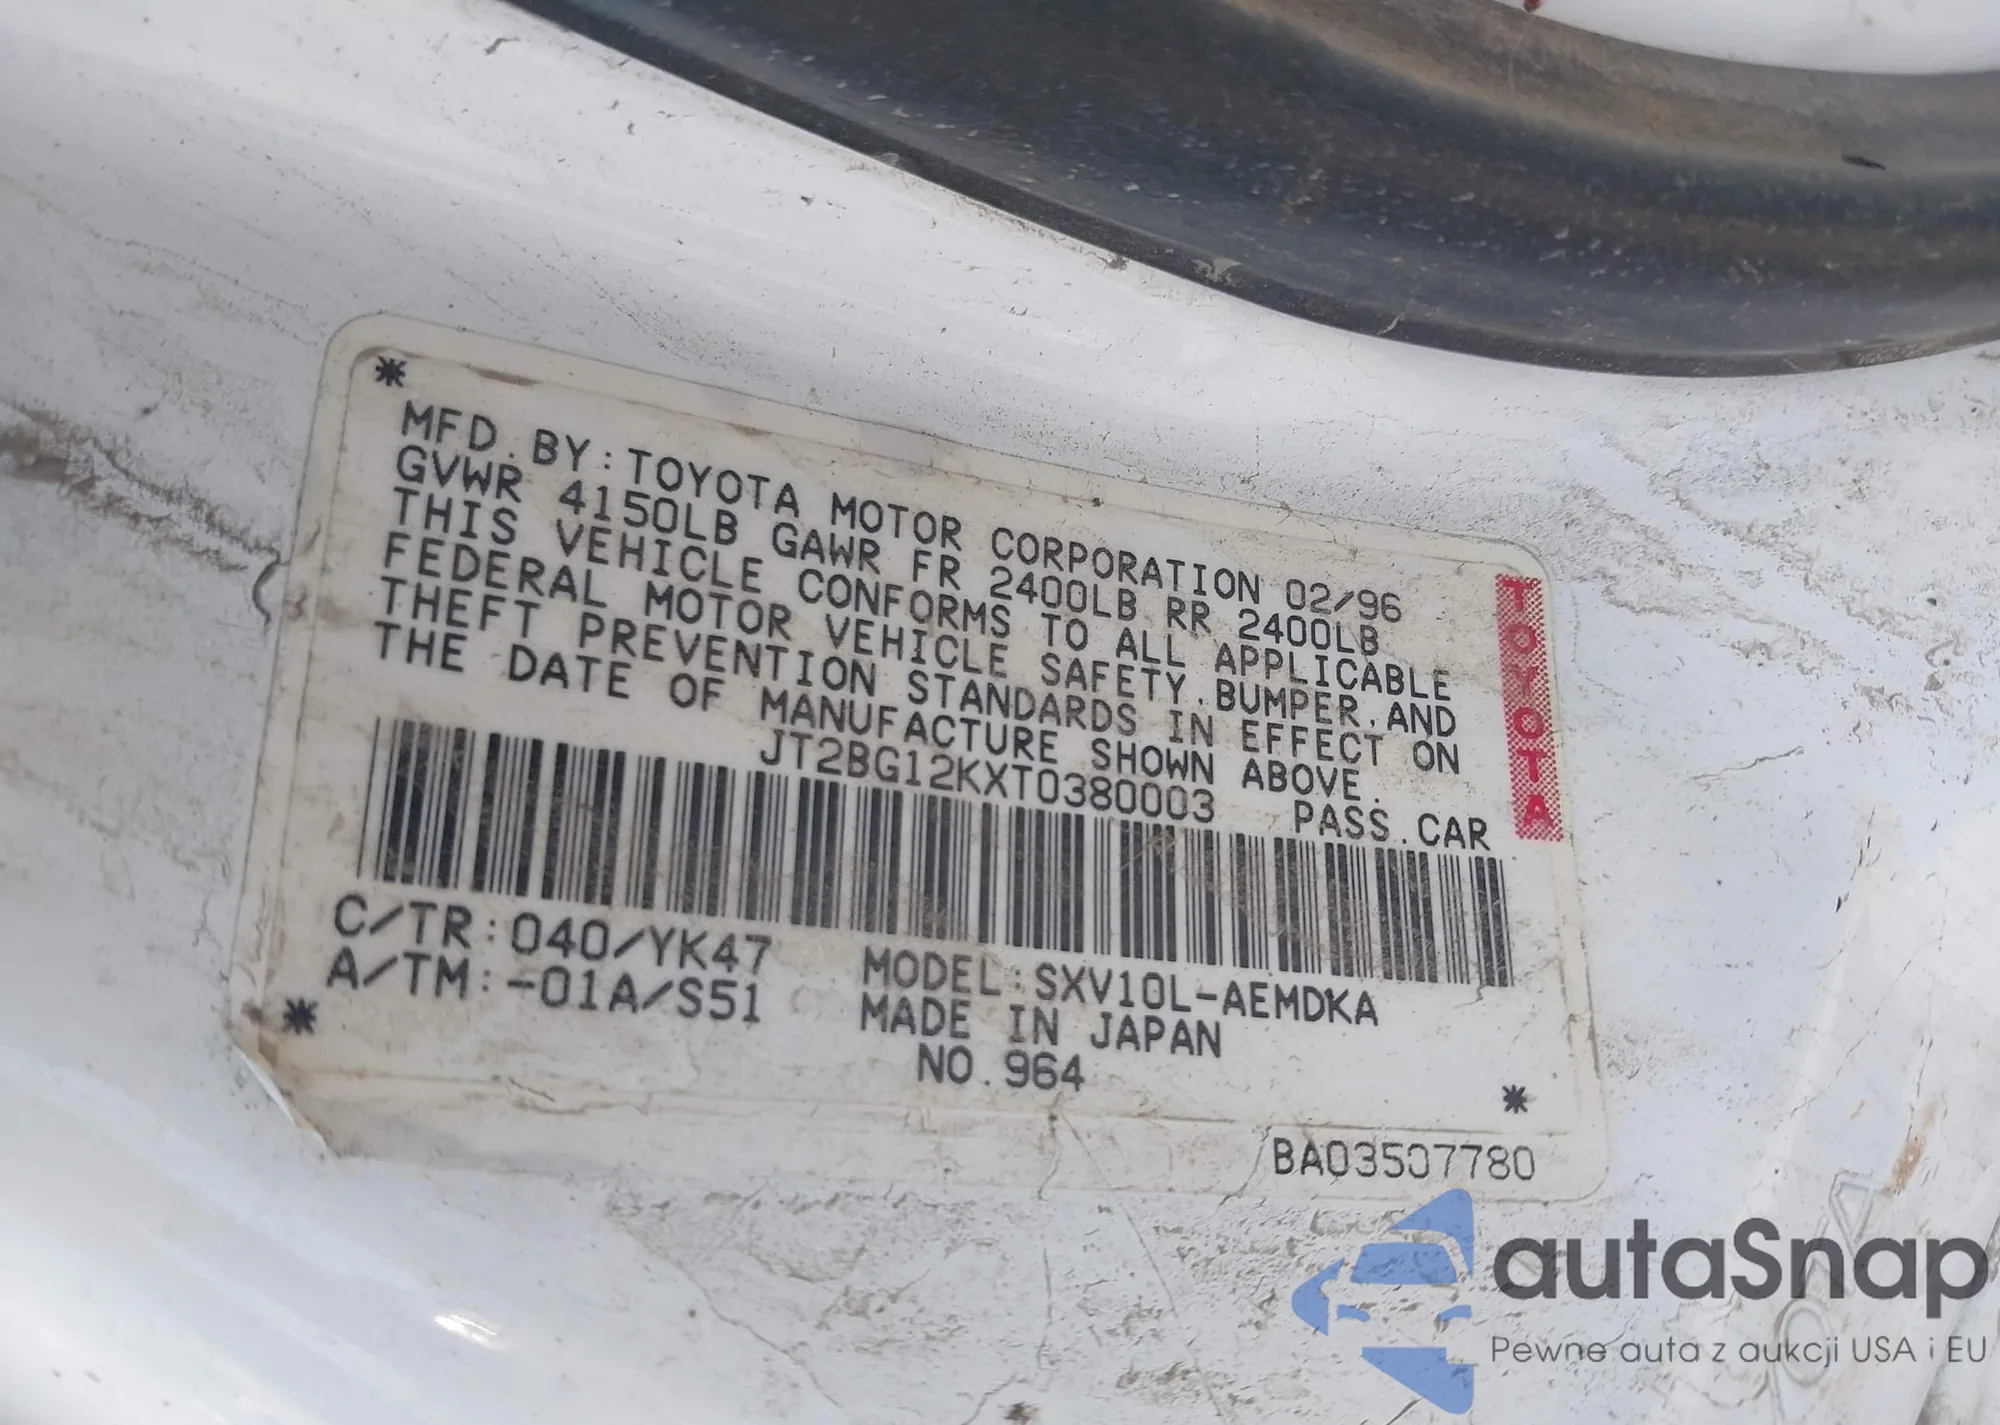 MFD. BY: TOYOTA MOTOR CORPORATION 02/96
GVWR 4150LB GAWR FR 2400LB RR 2400LB
THIS VEHICLE CONFORMS TO ALL APPLICABLE
FEDERAL MOTOR VEHICLE SAFETY, BUMPER, AND
THEFT PREVENTION STANDARDS IN EFFECT ON
THE DATE OF MANUFACTURE SHOWN ABOVE.
JT2BG12KXT0380003 PASS. CAR
C/TR: 040/YK47 MODEL: SXV10L-AEMDKA
A/TM: -01A/S51 MADE IN JAPAN
NO. 964
TOYOTA
BA03507780
autaSnap
Pewne auta z aukcji USA i EU